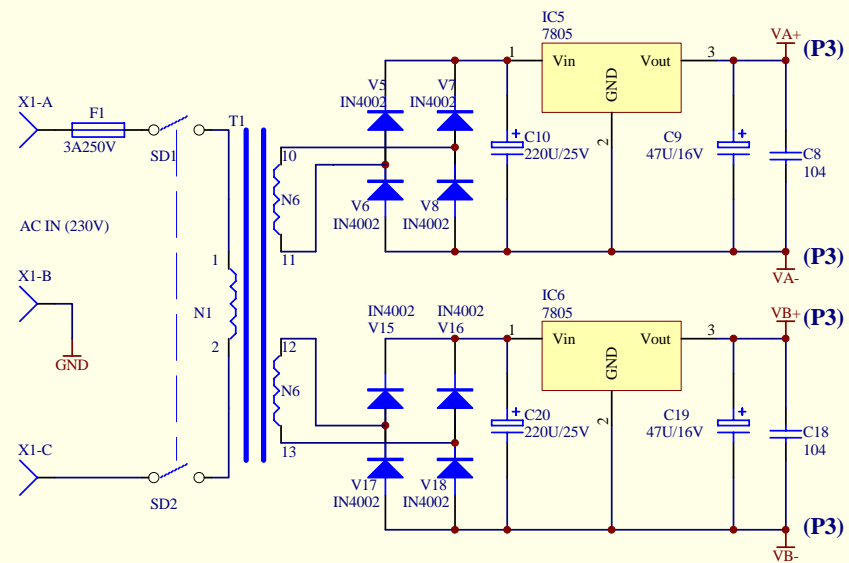 IC5
7805
VA+
(P3)
1
Vin
Vout
3
GND
2
V5
IN4002
V7
IN4002
X1-A
F1
3A250V
SD1
T1
10
N6
11
C10
220U/25V
C9
47U/16V
C8
104
V6
IN4002
V8
IN4002
AC IN (230V)
VA-
(P3)
X1-B
GND
1
N1
2
IC6
7805
VB+
(P3)
IN4002
V15
IN4002
V16
1
Vin
Vout
3
GND
2
12
N6
13
C20
220U/25V
C19
47U/16V
C18
104
X1-C
SD2
V17
IN4002
V18
IN4002
(P3)
VB-